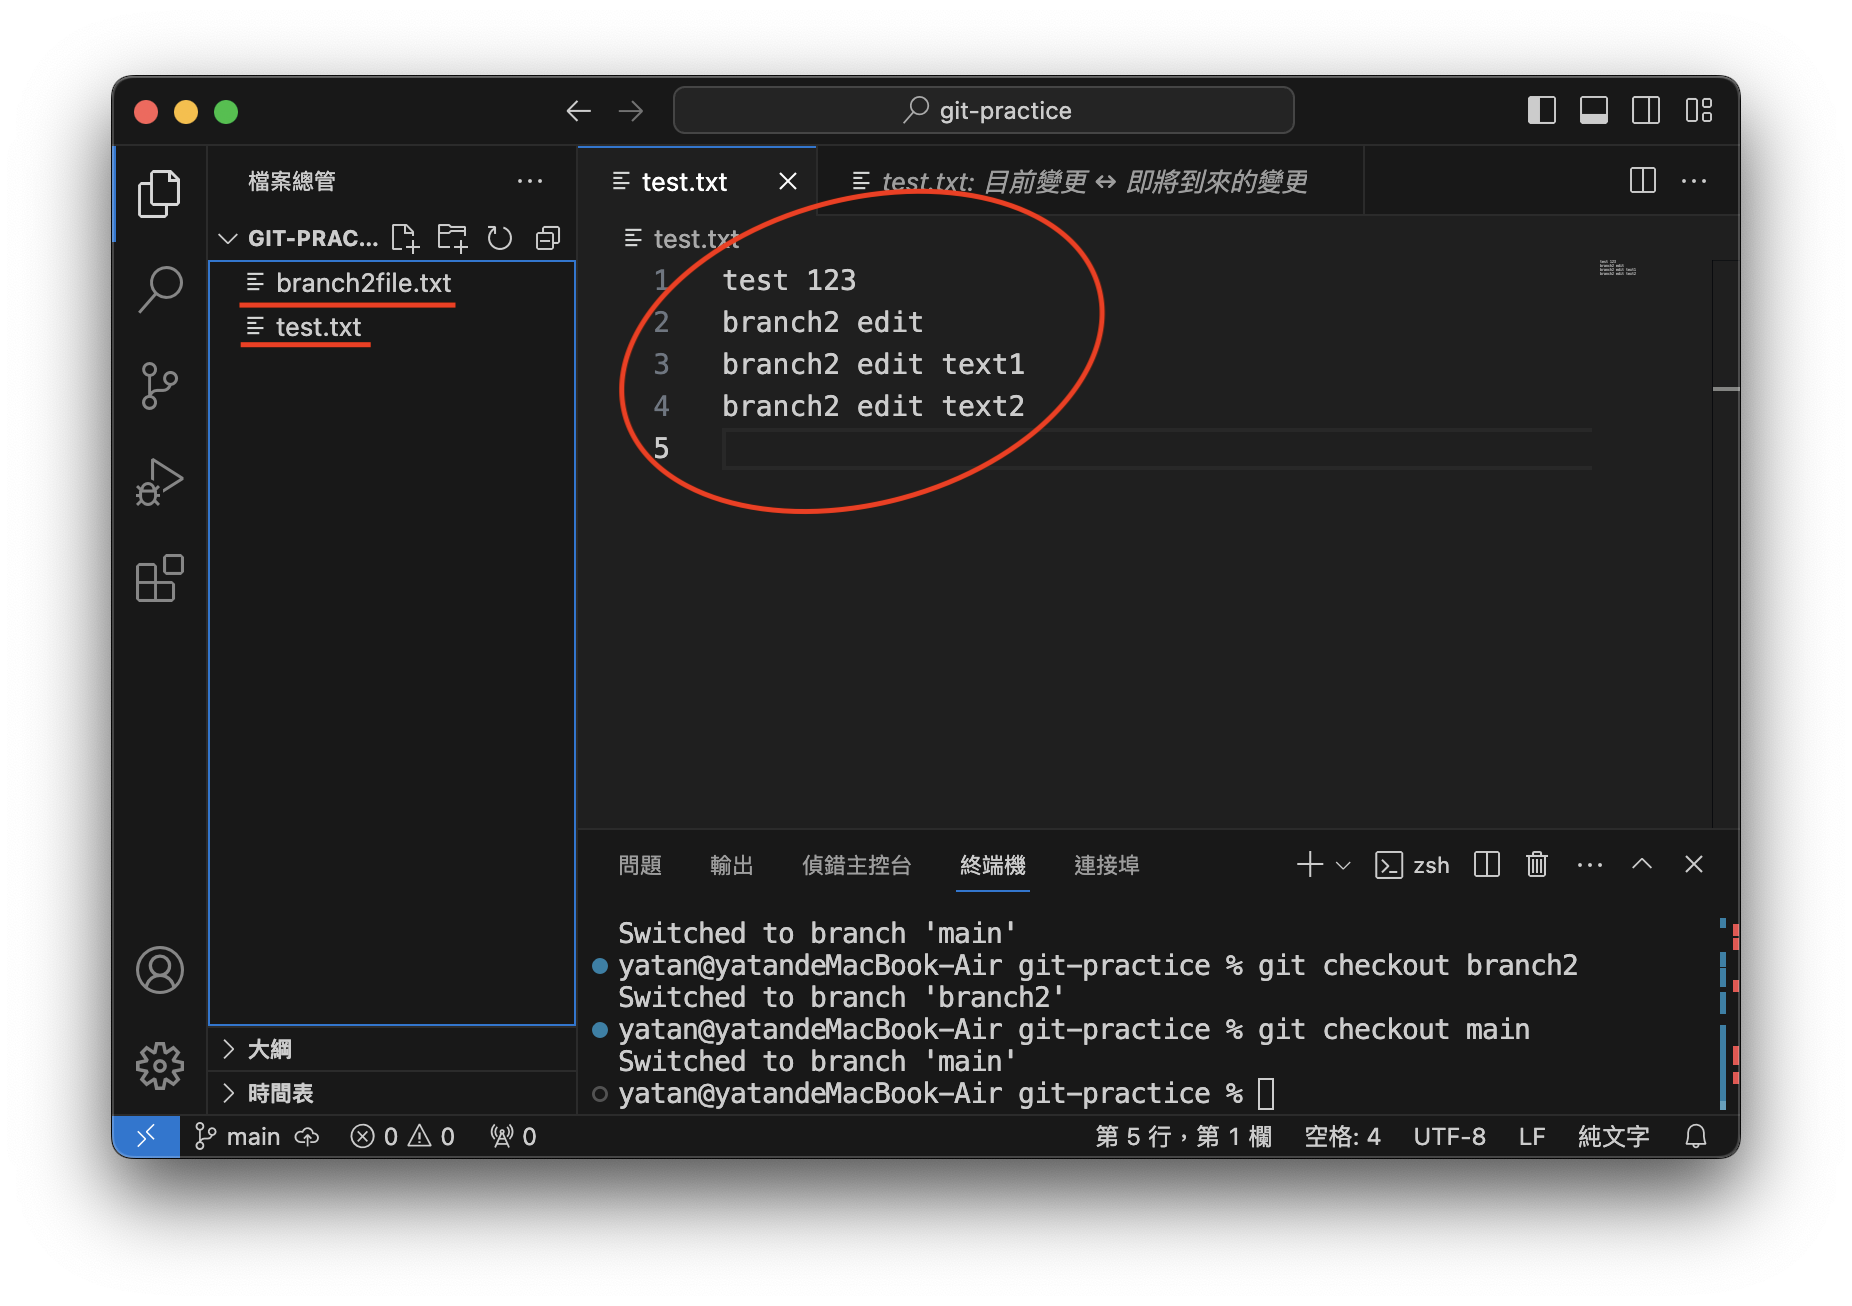 git-practice
檔案總管
test.txt
test.txt: 目前變更 ↔ 即將到來的變更
GIT-PRAC...
branch2file.txt
test.txt
test.txt
1 test 123
2 branch2 edit
3 branch2 edit text1
4 branch2 edit text2
5
問題 輸出 偵錯主控台 終端機 連接埠
zsh
Switched to branch 'main'
yatan@yatandeMacBook-Air git-practice % git checkout branch2
Switched to branch 'branch2'
yatan@yatandeMacBook-Air git-practice % git checkout main
Switched to branch 'main'
yatan@yatandeMacBook-Air git-practice %
大綱
時間表
main 0 0 0 第 5 行，第 1 欄 空格: 4 UTF-8 LF 純文字